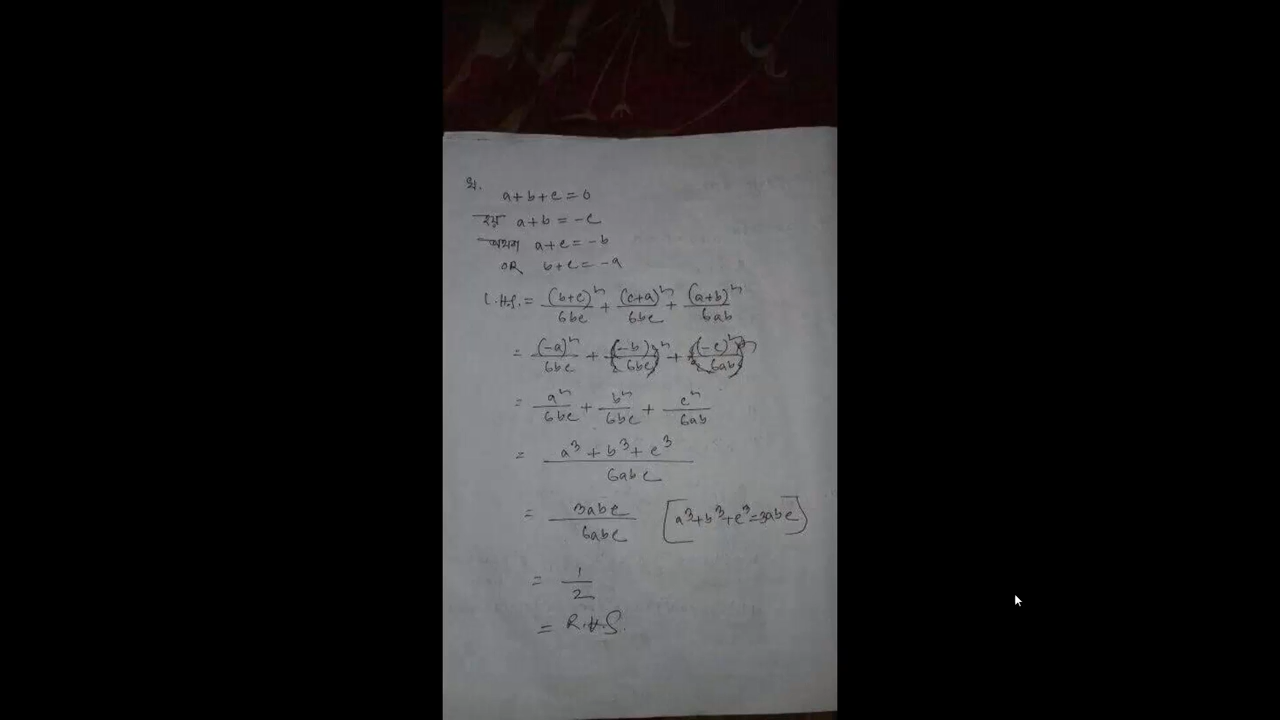 খ.
a+b+c=0
হয় a+b = -c
অথবা a+c = -b
OR b+c = -a
L.H.S. = (b+c)²/6bc + (c+a)²/6bc + (a+b)²/6ab
= (-a)²/6bc + (-b)²/6bc + (-c)²/6ab
= a²/6bc + b²/6bc + c²/6ab
= a³+b³+c³/6abc
= 3abc/6abc [a³+b³+c³=3abc]
= 1/2
= R.H.S.